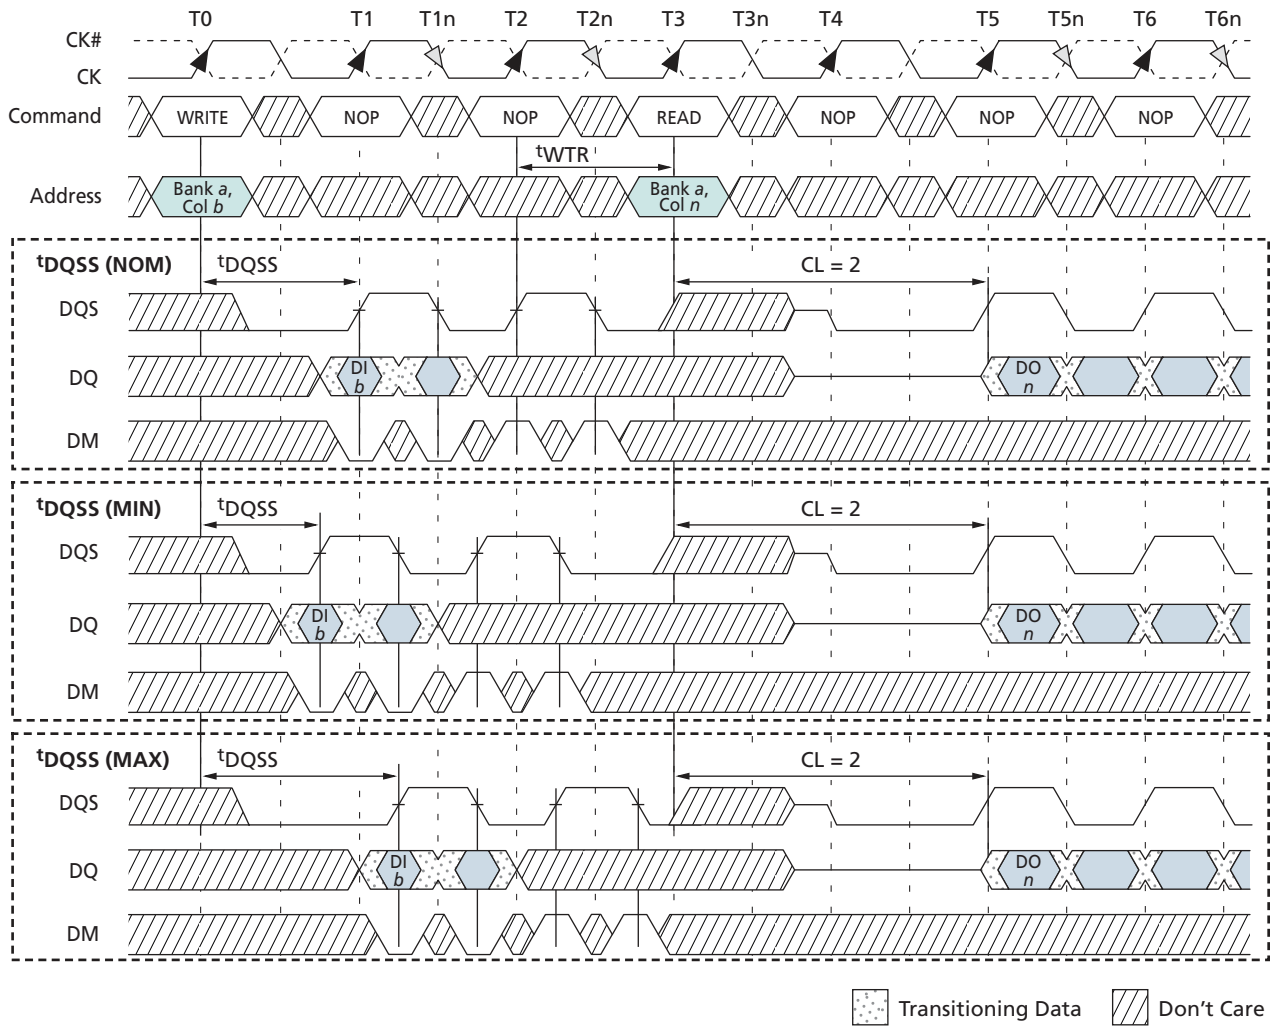 T0 T1 T1n T2 T2n T3 T3n T4 T5 T5n T6 T6n
CK#
CK
Command WRITE NOP NOP READ NOP NOP NOP
tWTR
Address Bank a, Bank a,
Col b Col n
tDQSS (NOM) tDQSS CL = 2
DQS
DQ DI DO
b n
DM
tDQSS (MIN) tDQSS CL = 2
DQS
DQ DI DO
b n
DM
tDQSS (MAX) tDQSS CL = 2
DQS
DQ DI DO
b n
DM
Transitioning Data Don't Care